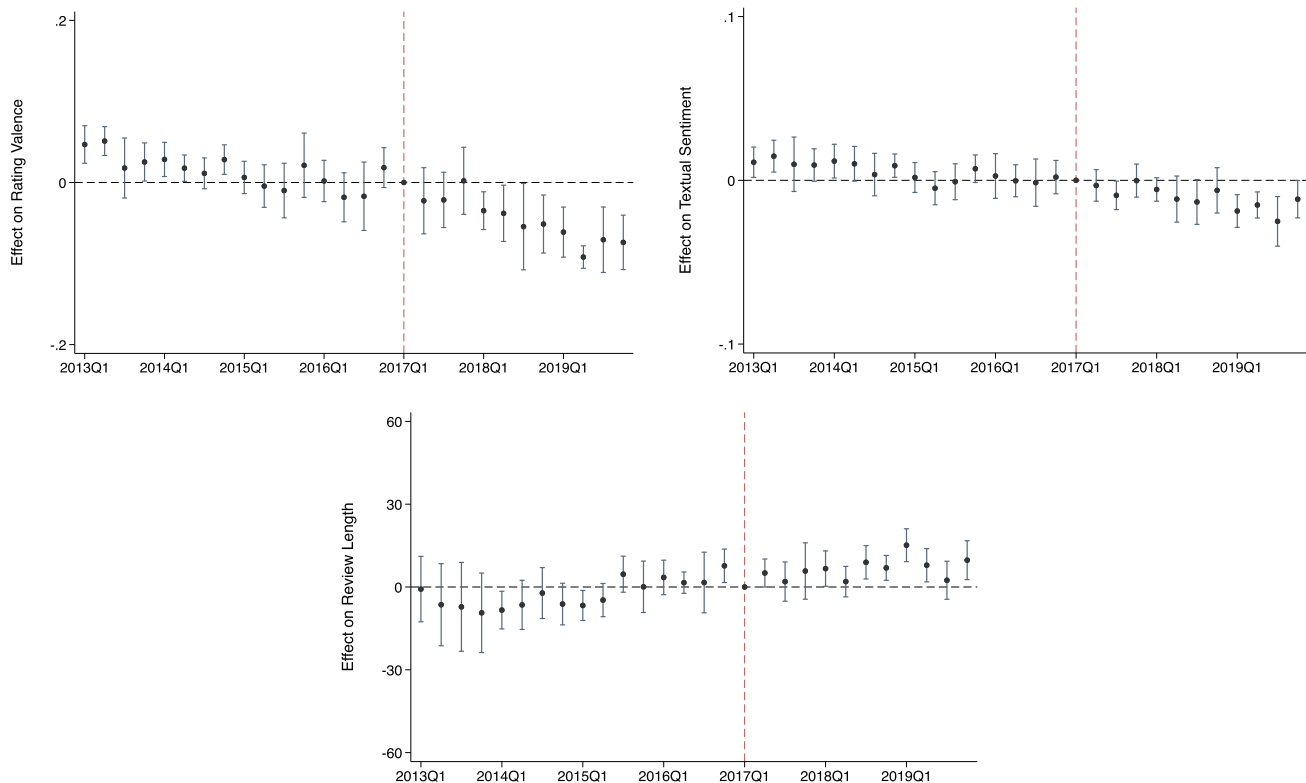 Effect on Rating Valence
.2
0
-.2
2013Q1 2014Q1 2015Q1 2016Q1 2017Q1 2018Q1 2019Q1
Effect on Textual Sentiment
.1
0
-.1
2013Q1 2014Q1 2015Q1 2016Q1 2017Q1 2018Q1 2019Q1
Effect on Review Length
60
30
0
-30
-60
2013Q1 2014Q1 2015Q1 2016Q1 2017Q1 2018Q1 2019Q1